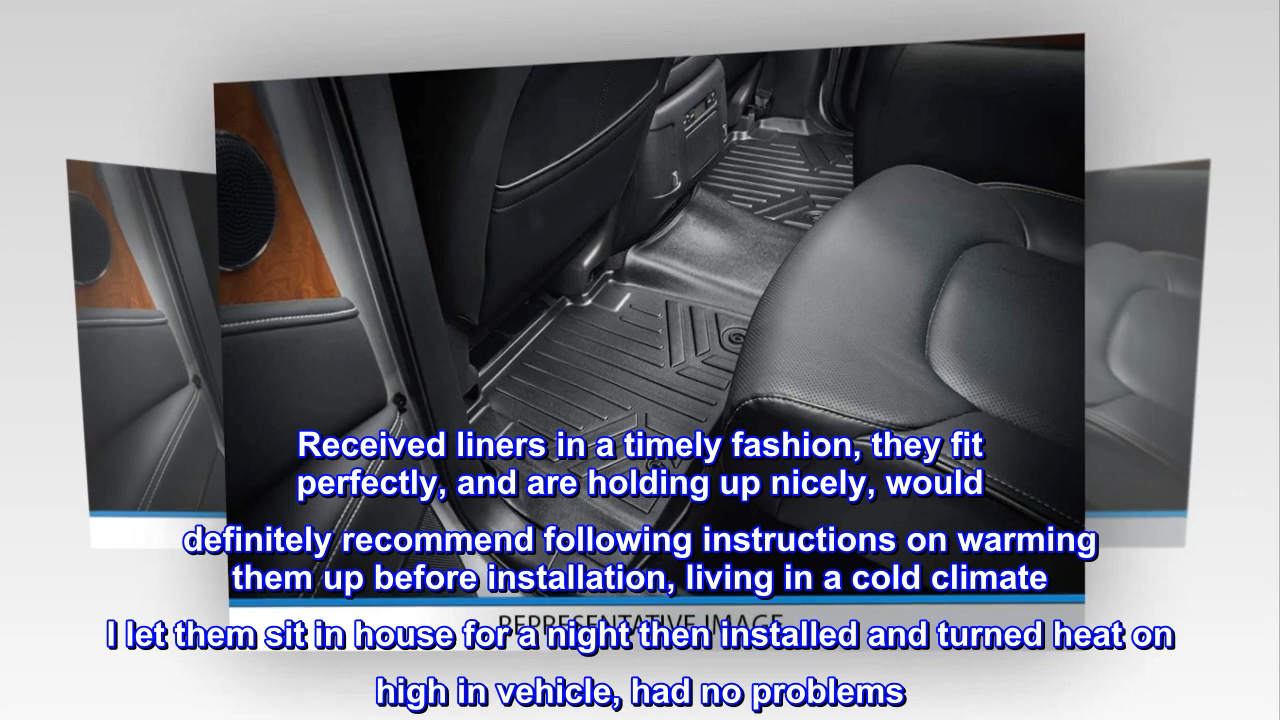 Received liners in a timely fashion, they fit
perfectly, and are holding up nicely, would
definitely recommend following instructions on warming
them up before installation, living in a cold climate
REPRESENTATIVE IMAGE
I let them sit in house for a night then installed and turned heat on
high in vehicle, had no problems